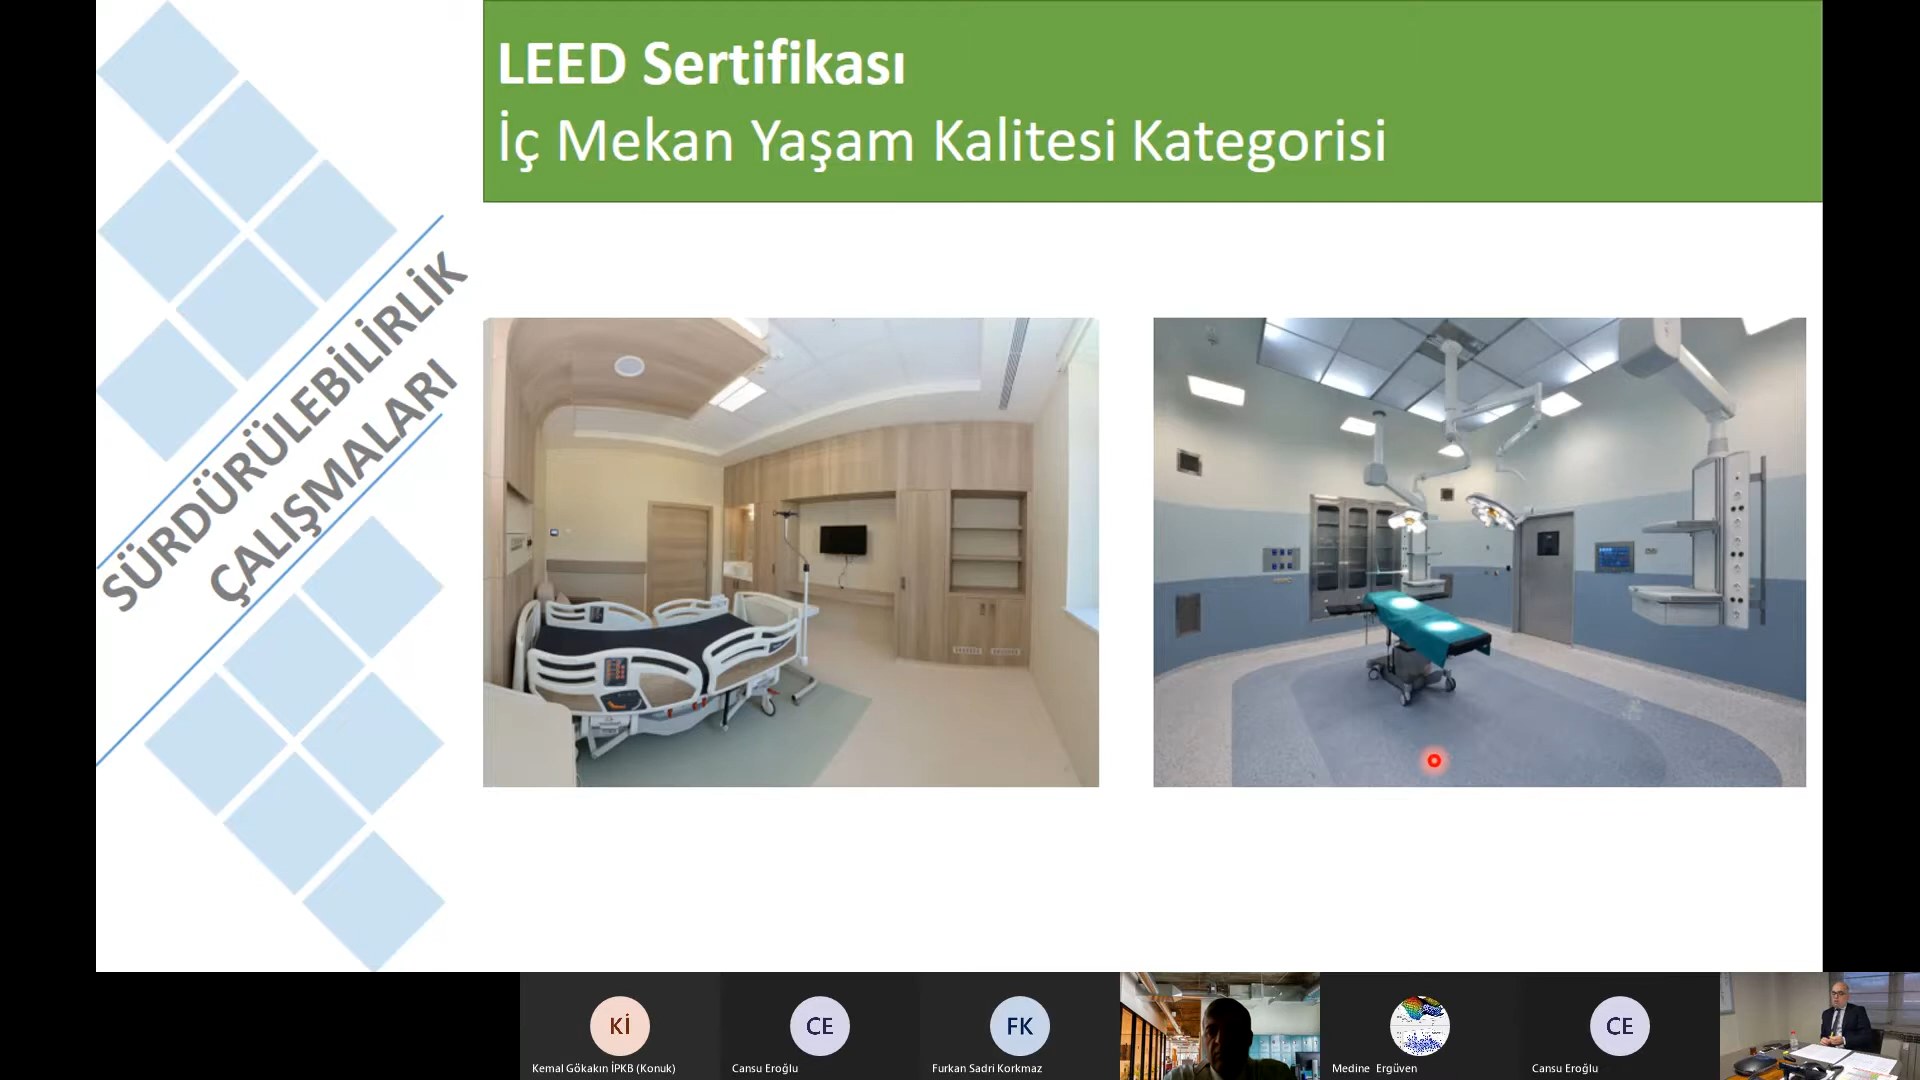 LEED Sertifikası
İç Mekan Yaşam Kalitesi Kategorisi
SÜRDÜRÜLEBİLİRLİK
ÇALIŞMALARI
Kİ
CE
FK
CE
Kemal Gökakın İPKB (Konuk)
Cansu Eroğlu
Furkan Sadri Korkmaz
Medine Ergüven
Cansu Eroğlu